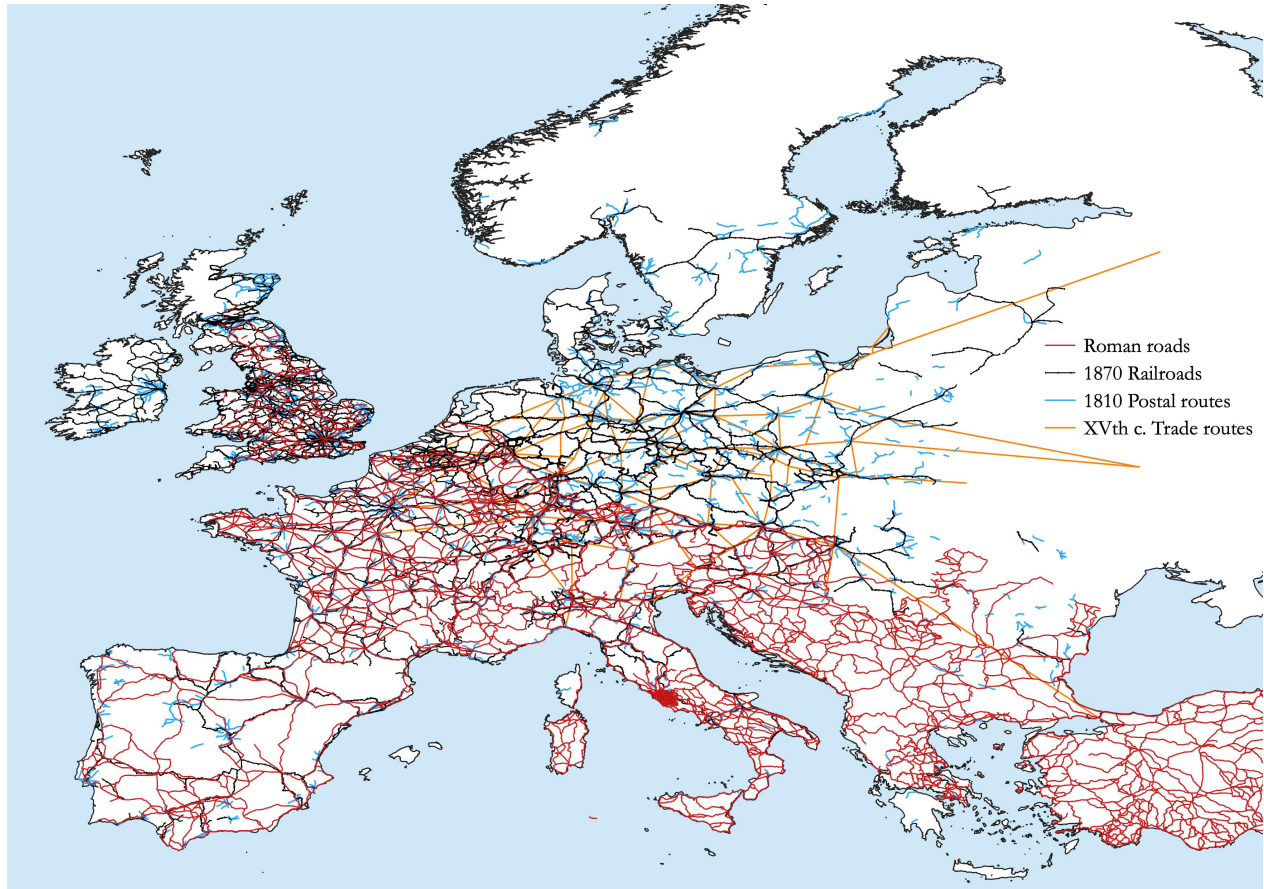 Roman roads
1870 Railroads
1810 Postal routes
XVth c. Trade routes